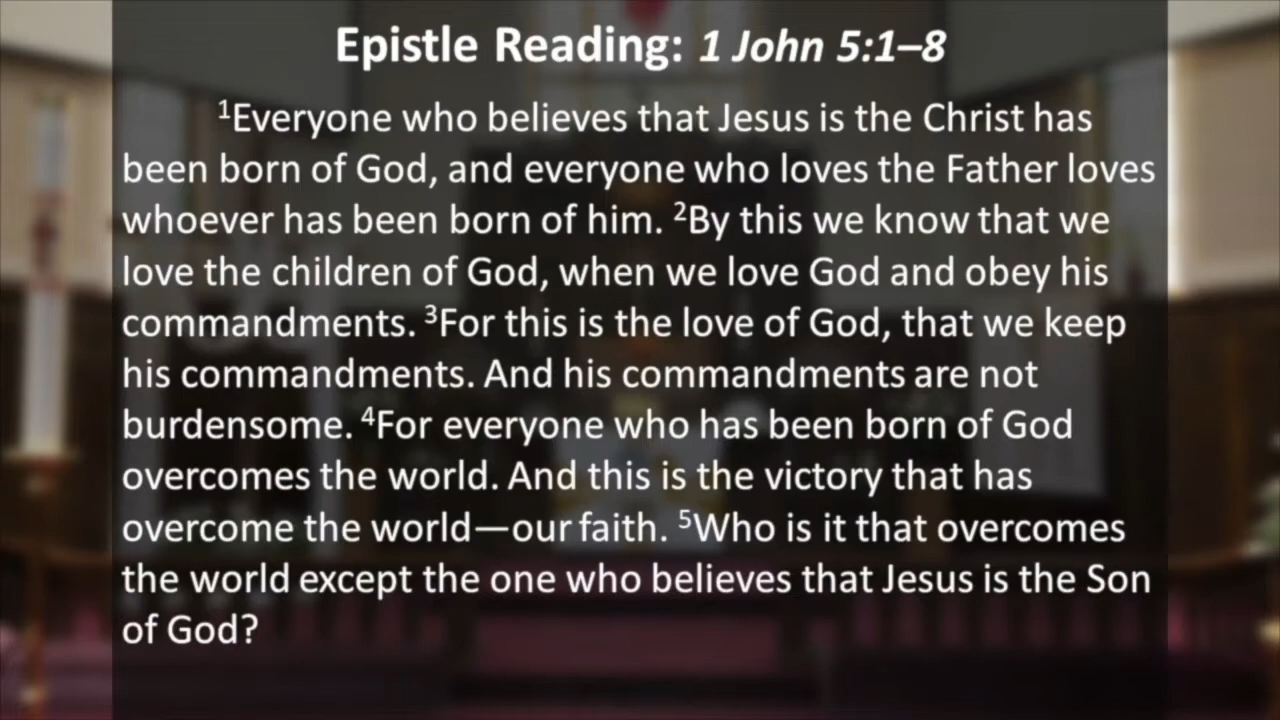 Epistle Reading: 1 John 5:1–8
¹Everyone who believes that Jesus is the Christ has
been born of God, and everyone who loves the Father loves
whoever has been born of him. ²By this we know that we
love the children of God, when we love God and obey his
commandments. ³For this is the love of God, that we keep
his commandments. And his commandments are not
burdensome. ⁴For everyone who has been born of God
overcomes the world. And this is the victory that has
overcome the world—our faith. ⁵Who is it that overcomes
the world except the one who believes that Jesus is the Son
of God?